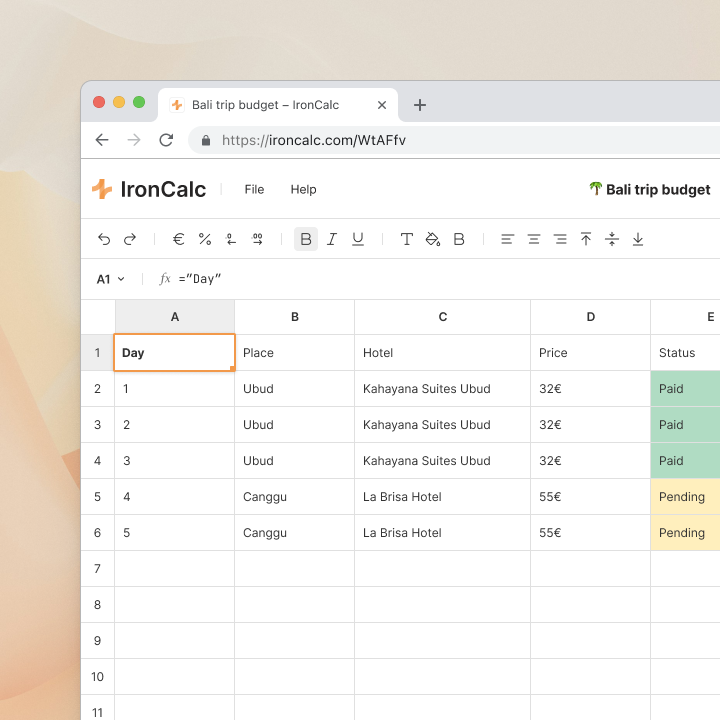 Bali trip budget – IronCalc
https://ironcalc.com/WtAFfv
IronCalc File Help 🌴 Bali trip budget
€ % .0 .00 B I U T B
A1 fx ="Day"
A B C D E
1 Day Place Hotel Price Status
2 1 Ubud Kahayana Suites Ubud 32€ Paid
3 2 Ubud Kahayana Suites Ubud 32€ Paid
4 3 Ubud Kahayana Suites Ubud 32€ Paid
5 4 Canggu La Brisa Hotel 55€ Pending
6 5 Canggu La Brisa Hotel 55€ Pending
7
8
9
10
11